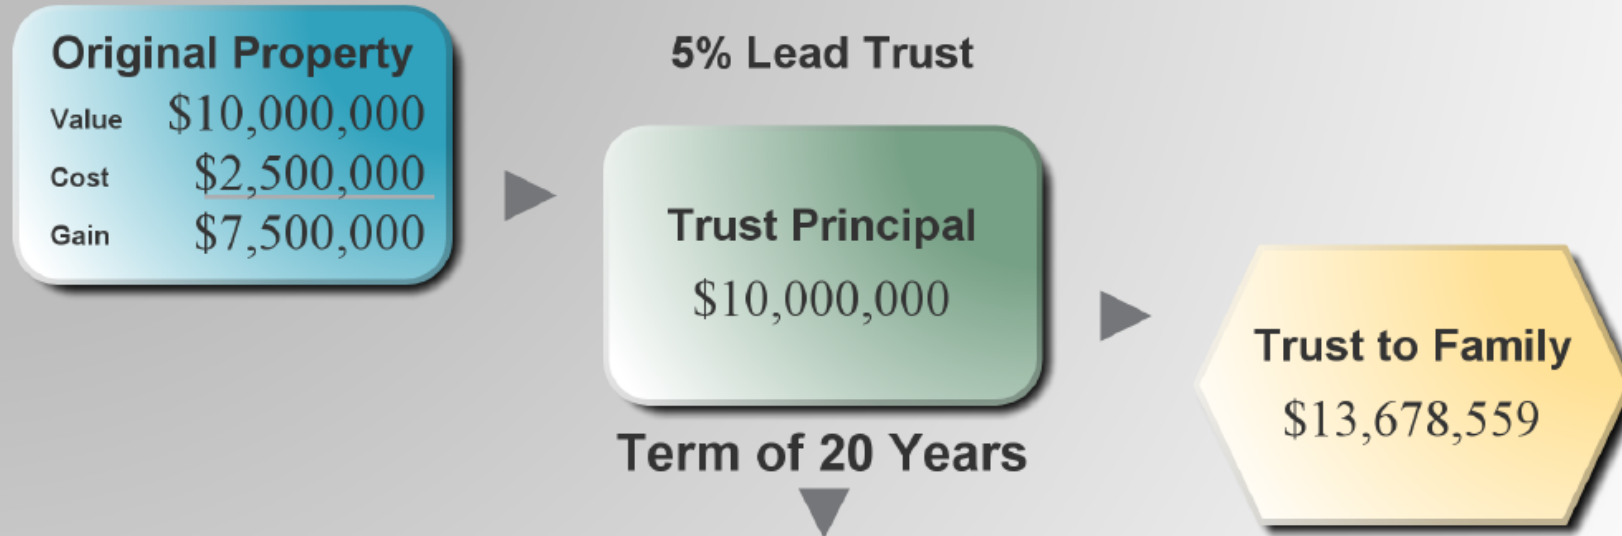 Original Property
Value $10,000,000
Cost $2,500,000
Gain $7,500,000
5% Lead Trust
Trust Principal
$10,000,000
Term of 20 Years
Trust to Family
$13,678,559